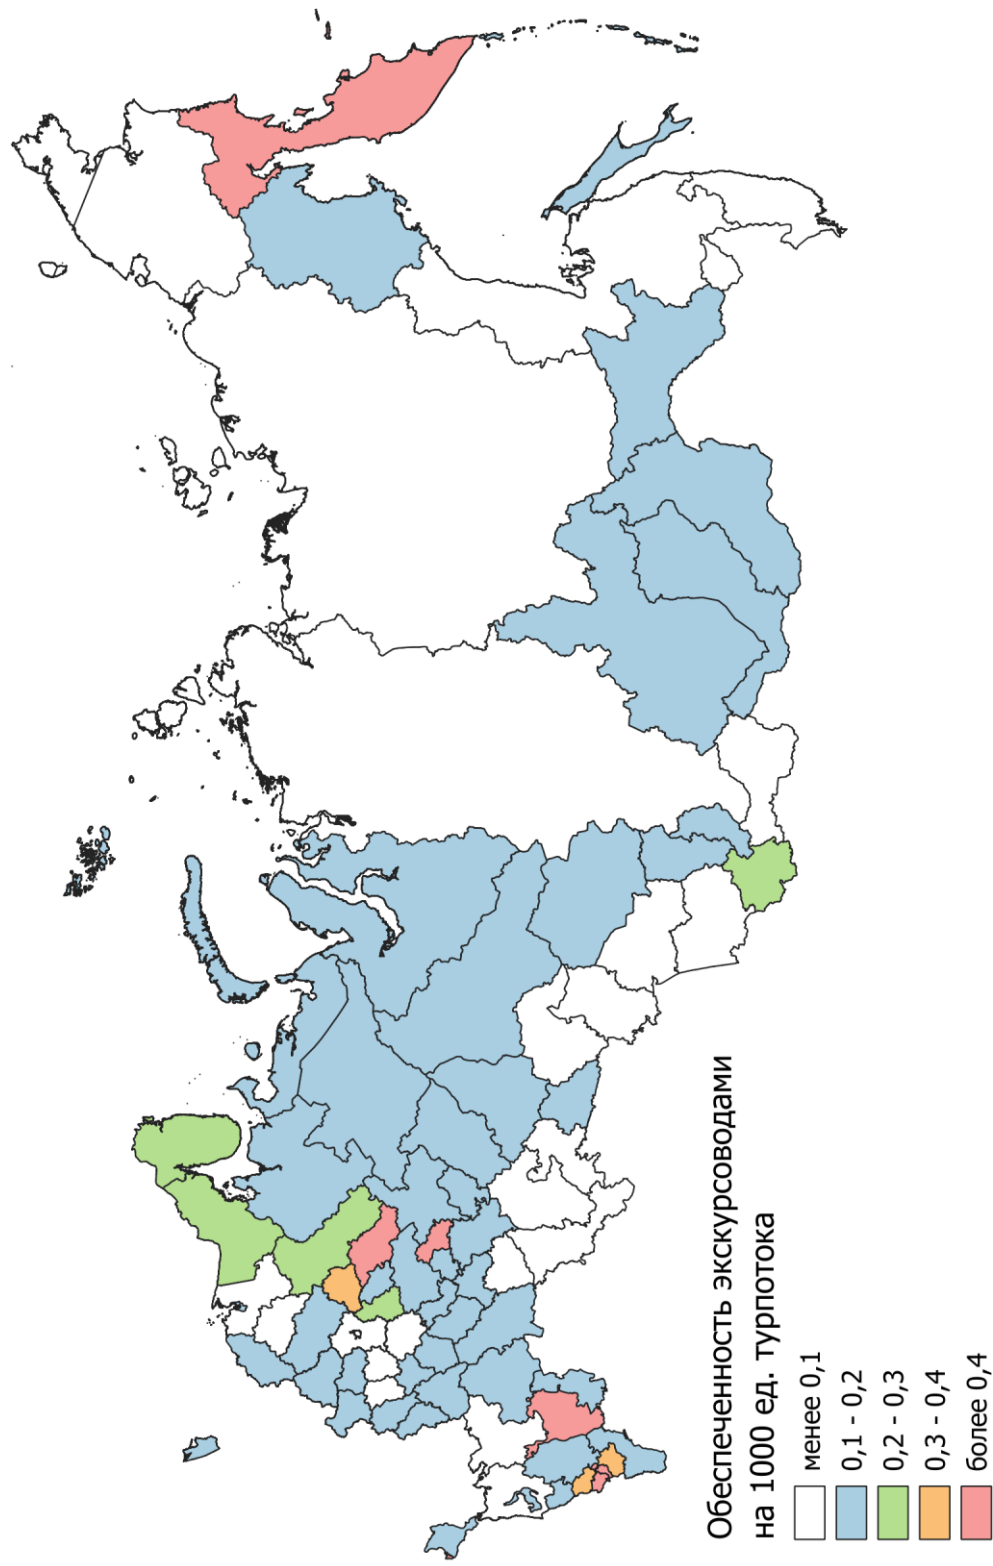 Обеспеченность экскурсоводами
на 1000 ед. турпотока
менее 0,1
0,1 - 0,2
0,2 - 0,3
0,3 - 0,4
более 0,4